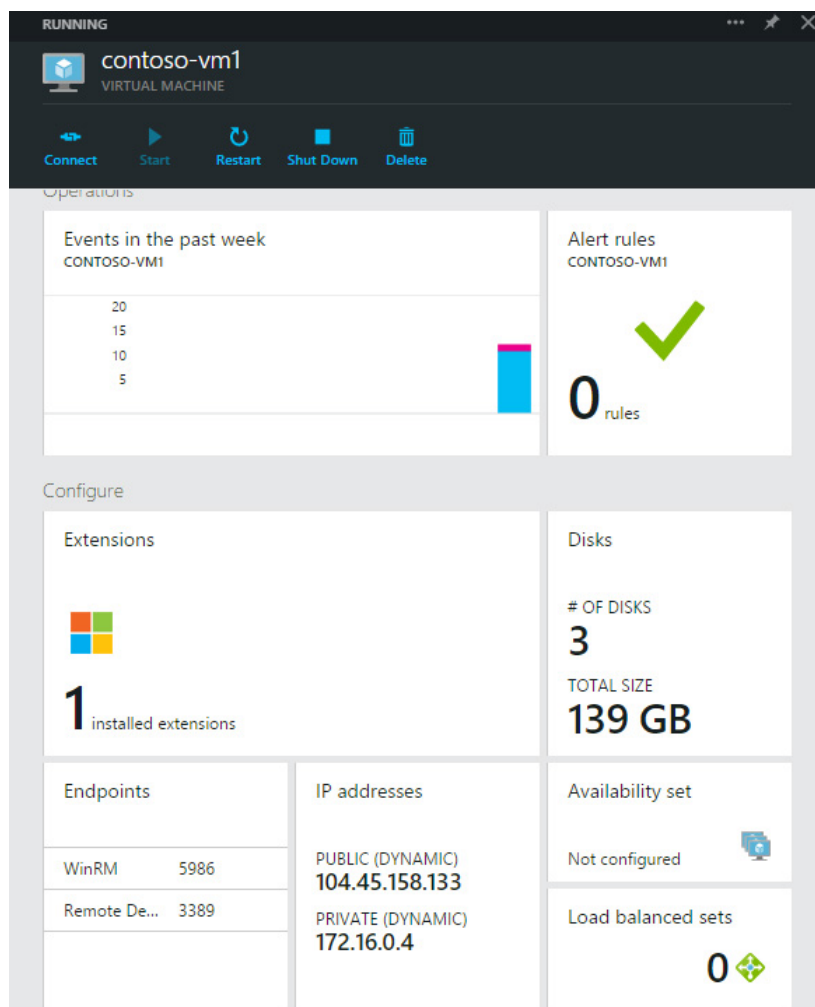 RUNNING
contoso-vm1
VIRTUAL MACHINE
Connect Start Restart Shut Down Delete
Operations
Events in the past week
CONTOSO-VM1
20
15
10
5
Alert rules
CONTOSO-VM1
0 rules
Configure
Extensions
1 installed extensions
Disks
# OF DISKS
3
TOTAL SIZE
139 GB
Endpoints
WinRM 5986
Remote De... 3389
IP addresses
PUBLIC (DYNAMIC)
104.45.158.133
PRIVATE (DYNAMIC)
172.16.0.4
Availability set
Not configured
Load balanced sets
0